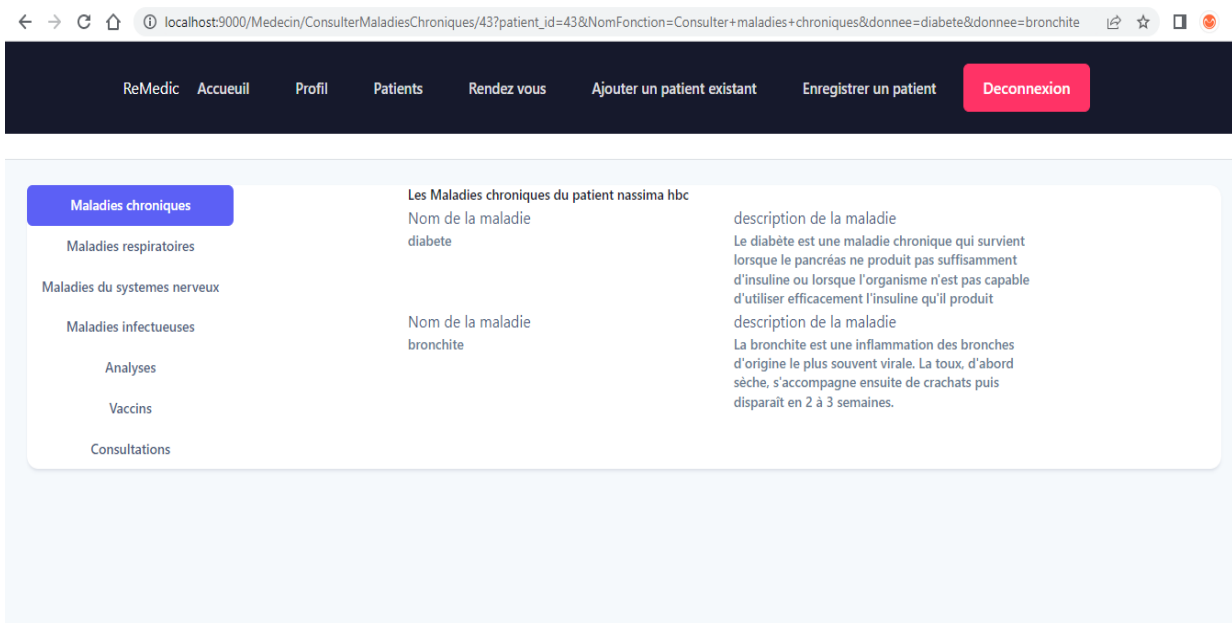 localhost:9000/Medecin/ConsulterMaladiesChroniques/43?patient_id=43&NomFonction=Consulter+maladies+chroniques&donnee=diabete&donnee=bronchite
ReMedic Accueuil Profil Patients Rendez vous Ajouter un patient existant Enregistrer un patient Deconnexion
Maladies chroniques
Maladies respiratoires
Maladies du systemes nerveux
Maladies infectueuses
Analyses
Vaccins
Consultations
Les Maladies chroniques du patient nassima hbc
Nom de la maladie
diabete
description de la maladie
Le diabète est une maladie chronique qui survient
lorsque le pancréas ne produit pas suffisamment
d'insuline ou lorsque l'organisme n'est pas capable
d'utiliser efficacement l'insuline qu'il produit
Nom de la maladie
bronchite
description de la maladie
La bronchite est une inflammation des bronches
d'origine le plus souvent virale. La toux, d'abord
sèche, s'accompagne ensuite de crachats puis
disparaît en 2 à 3 semaines.